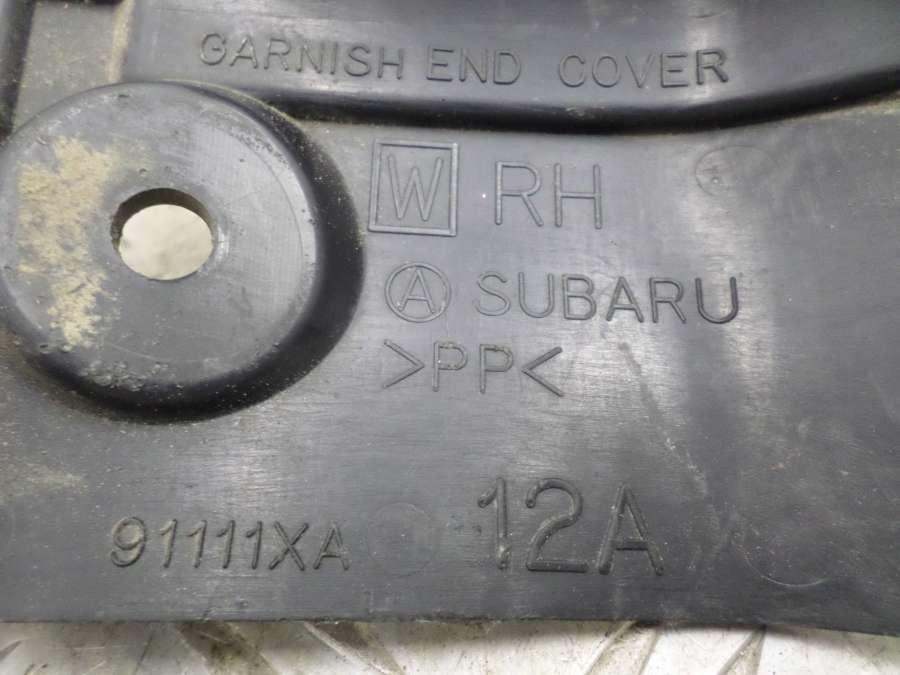 GARNISH END COVER
W RH
A SUBARU
>PP<
91111XA 12A